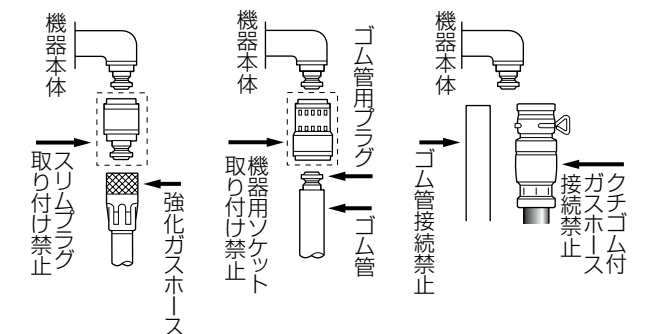 機器本体
スリムプラグ
取り付け禁止
強化ガスホース
機器本体
ゴム管用プラグ
機器用ソケット
取り付け禁止
ゴム管
機器本体
ゴム管接続禁止
クチゴム付
ガスホース
接続禁止